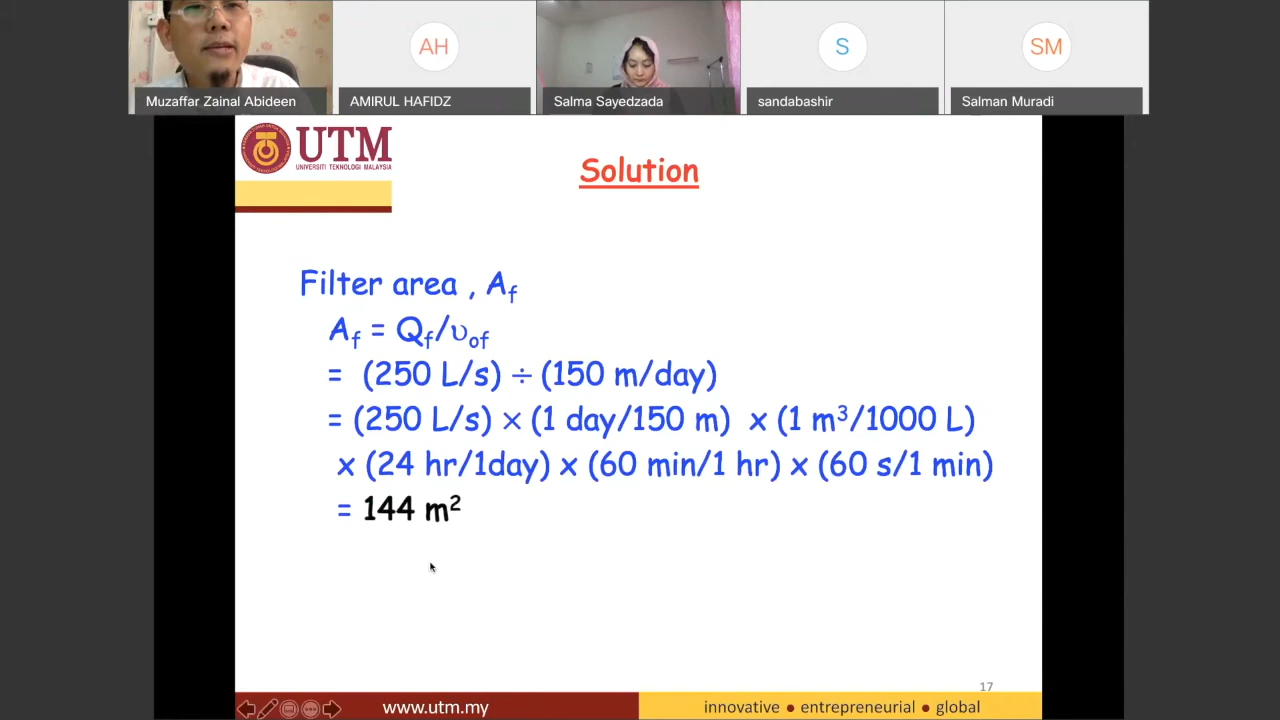 AH
S
SM
Muzaffar Zainal Abideen
AMIRUL HAFIDZ
Salma Sayedzada
sandabashir
Salman Muradi
UTM
UNIVERSITI TEKNOLOGI MALAYSIA
Solution
Filter area , Af
Af = Qf/υof
= (250 L/s) ÷ (150 m/day)
= (250 L/s) × (1 day/150 m) x (1 m³/1000 L)
x (24 hr/1day) x (60 min/1 hr) x (60 s/1 min)
= 144 m²
17
www.utm.my
innovative ● entrepreneurial ● global